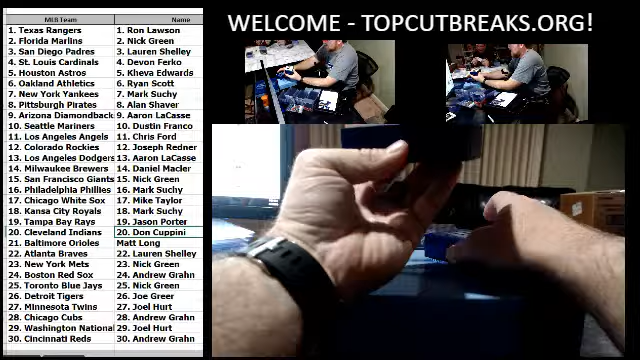 WELCOME - TOPCUTBREAKS.ORG!
MLB Team Name
1. Texas Rangers 1. Ron Lawson
2. Florida Marlins 2. Nick Green
3. San Diego Padres 3. Lauren Shelley
4. St. Louis Cardinals 4. Devon Ferko
5. Houston Astros 5. Kheva Edwards
6. Oakland Athletics 6. Ryan Scott
7. New York Yankees 7. Mark Suchy
8. Pittsburgh Pirates 8. Alan Shaver
9. Arizona Diamondback 9. Aaron LaCasse
10. Seattle Mariners 10. Dustin Franco
11. Los Angeles Angels 11. Chris Ford
12. Colorado Rockies 12. Joseph Redner
13. Los Angeles Dodgers 13. Aaron LaCasse
14. Milwaukee Brewers 14. Daniel Macler
15. San Francisco Giants 15. Nick Green
16. Philadelphia Phillies 16. Mark Suchy
17. Chicago White Sox 17. Mike Taylor
18. Kansas City Royals 18. Mark Suchy
19. Tampa Bay Rays 19. Jason Porter
20. Cleveland Indians 20. Don Cuppini
21. Baltimore Orioles Matt Long
22. Atlanta Braves 22. Lauren Shelley
23. New York Mets 23. Nick Green
24. Boston Red Sox 24. Andrew Grahn
25. Toronto Blue Jays 25. Nick Green
26. Detroit Tigers 26. Joe Greer
27. Minnesota Twins 27. Joel Hurt
28. Chicago Cubs 28. Andrew Grahn
29. Washington National 29. Joel Hurt
30. Cincinnati Reds 30. Andrew Grahn